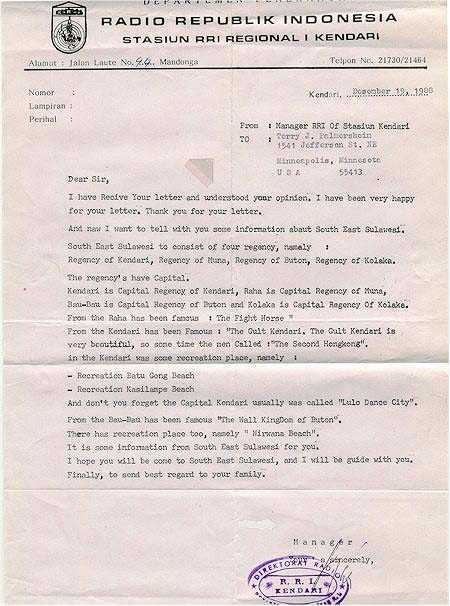 DEPARTEMEN PENERANGAN
RADIO REPUBLIK INDONESIA
STASIUN RRI REGIONAL I KENDARI
Alamat : Jalan Laute No. 94. Mandonga Telpon No. 21730/21464
Nomor :
Lampiran :
Perihal :
Kendari, Desember 19, 1986
From : Manager RRI Of Stasiun Kendari
TO : Terry J. Palmershein
1541 Jefferson St. NE
Minneapolis, Minnesota
U S A 55413
Dear Sir,
I have Recive Your letter and understood your opinion. I have been very happy
for your letter. Thank you for your letter.
And naw I want to tell with you some information abaut South East Sulawesi.
South East Sulawesi to consist of four regency, namely :
Regency of Kendari, Regency of Muna, Regency of Buton, Regency of Kolaka.
The regency's have Capital.
Kendari is Capital Regency of Kendari, Raha is Capital Regency of Muna,
Bau-Bau is Capital Regency of Buton and Kolaka is Capital Regency Of Kolaka.
From the Raha has been famous : The Fight Horse "
From the Kendari has been Famous : "The Gult Kendari. The Gult Kendari is
very beautiful, so some time the men Called :"The Second Hongkong".
in the Kendari was some recreation place, namely :
- Recreation Batu Gong Beach
- Recreation Kasilampe Beach
And don't you forget the Capital Kendari usually was called "Lulo Dance City".
From the Bau-Bau has been famous "The Wall KingDom of Buton".
There has recreation place too, namely " Nirwana Beach".
It is some information from South East Sulawesi for you.
I hope you will be come to South East Sulawesi, and I will be guide with you.
Finally, to send best regard to your family.
Manager
sincerely,
DIREKTORAT RADIO
R. R. I.
KENDARI